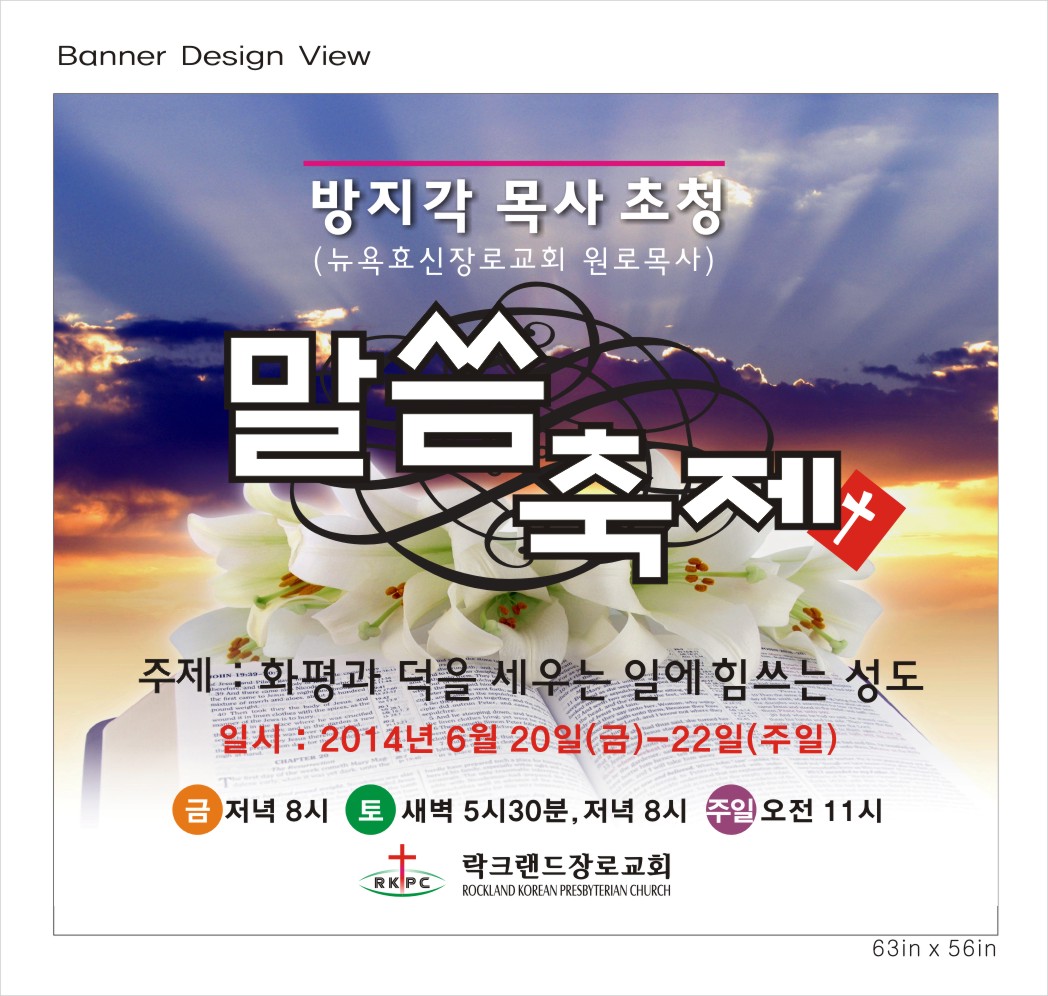 Banner Design View
방지각 목사 초청
(뉴욕효신장로교회 원로목사)
말씀
축제
주제 : 화평과 덕을 세우는 일에 힘쓰는 성도
일시 : 2014년 6월 20일(금)-22일(주일)
금 저녁 8시 토 새벽 5시30분, 저녁 8시 주일 오전 11시
RKPC 락크랜드장로교회
ROCKLAND KOREAN PRESBYTERIAN CHURCH
63in x 56in